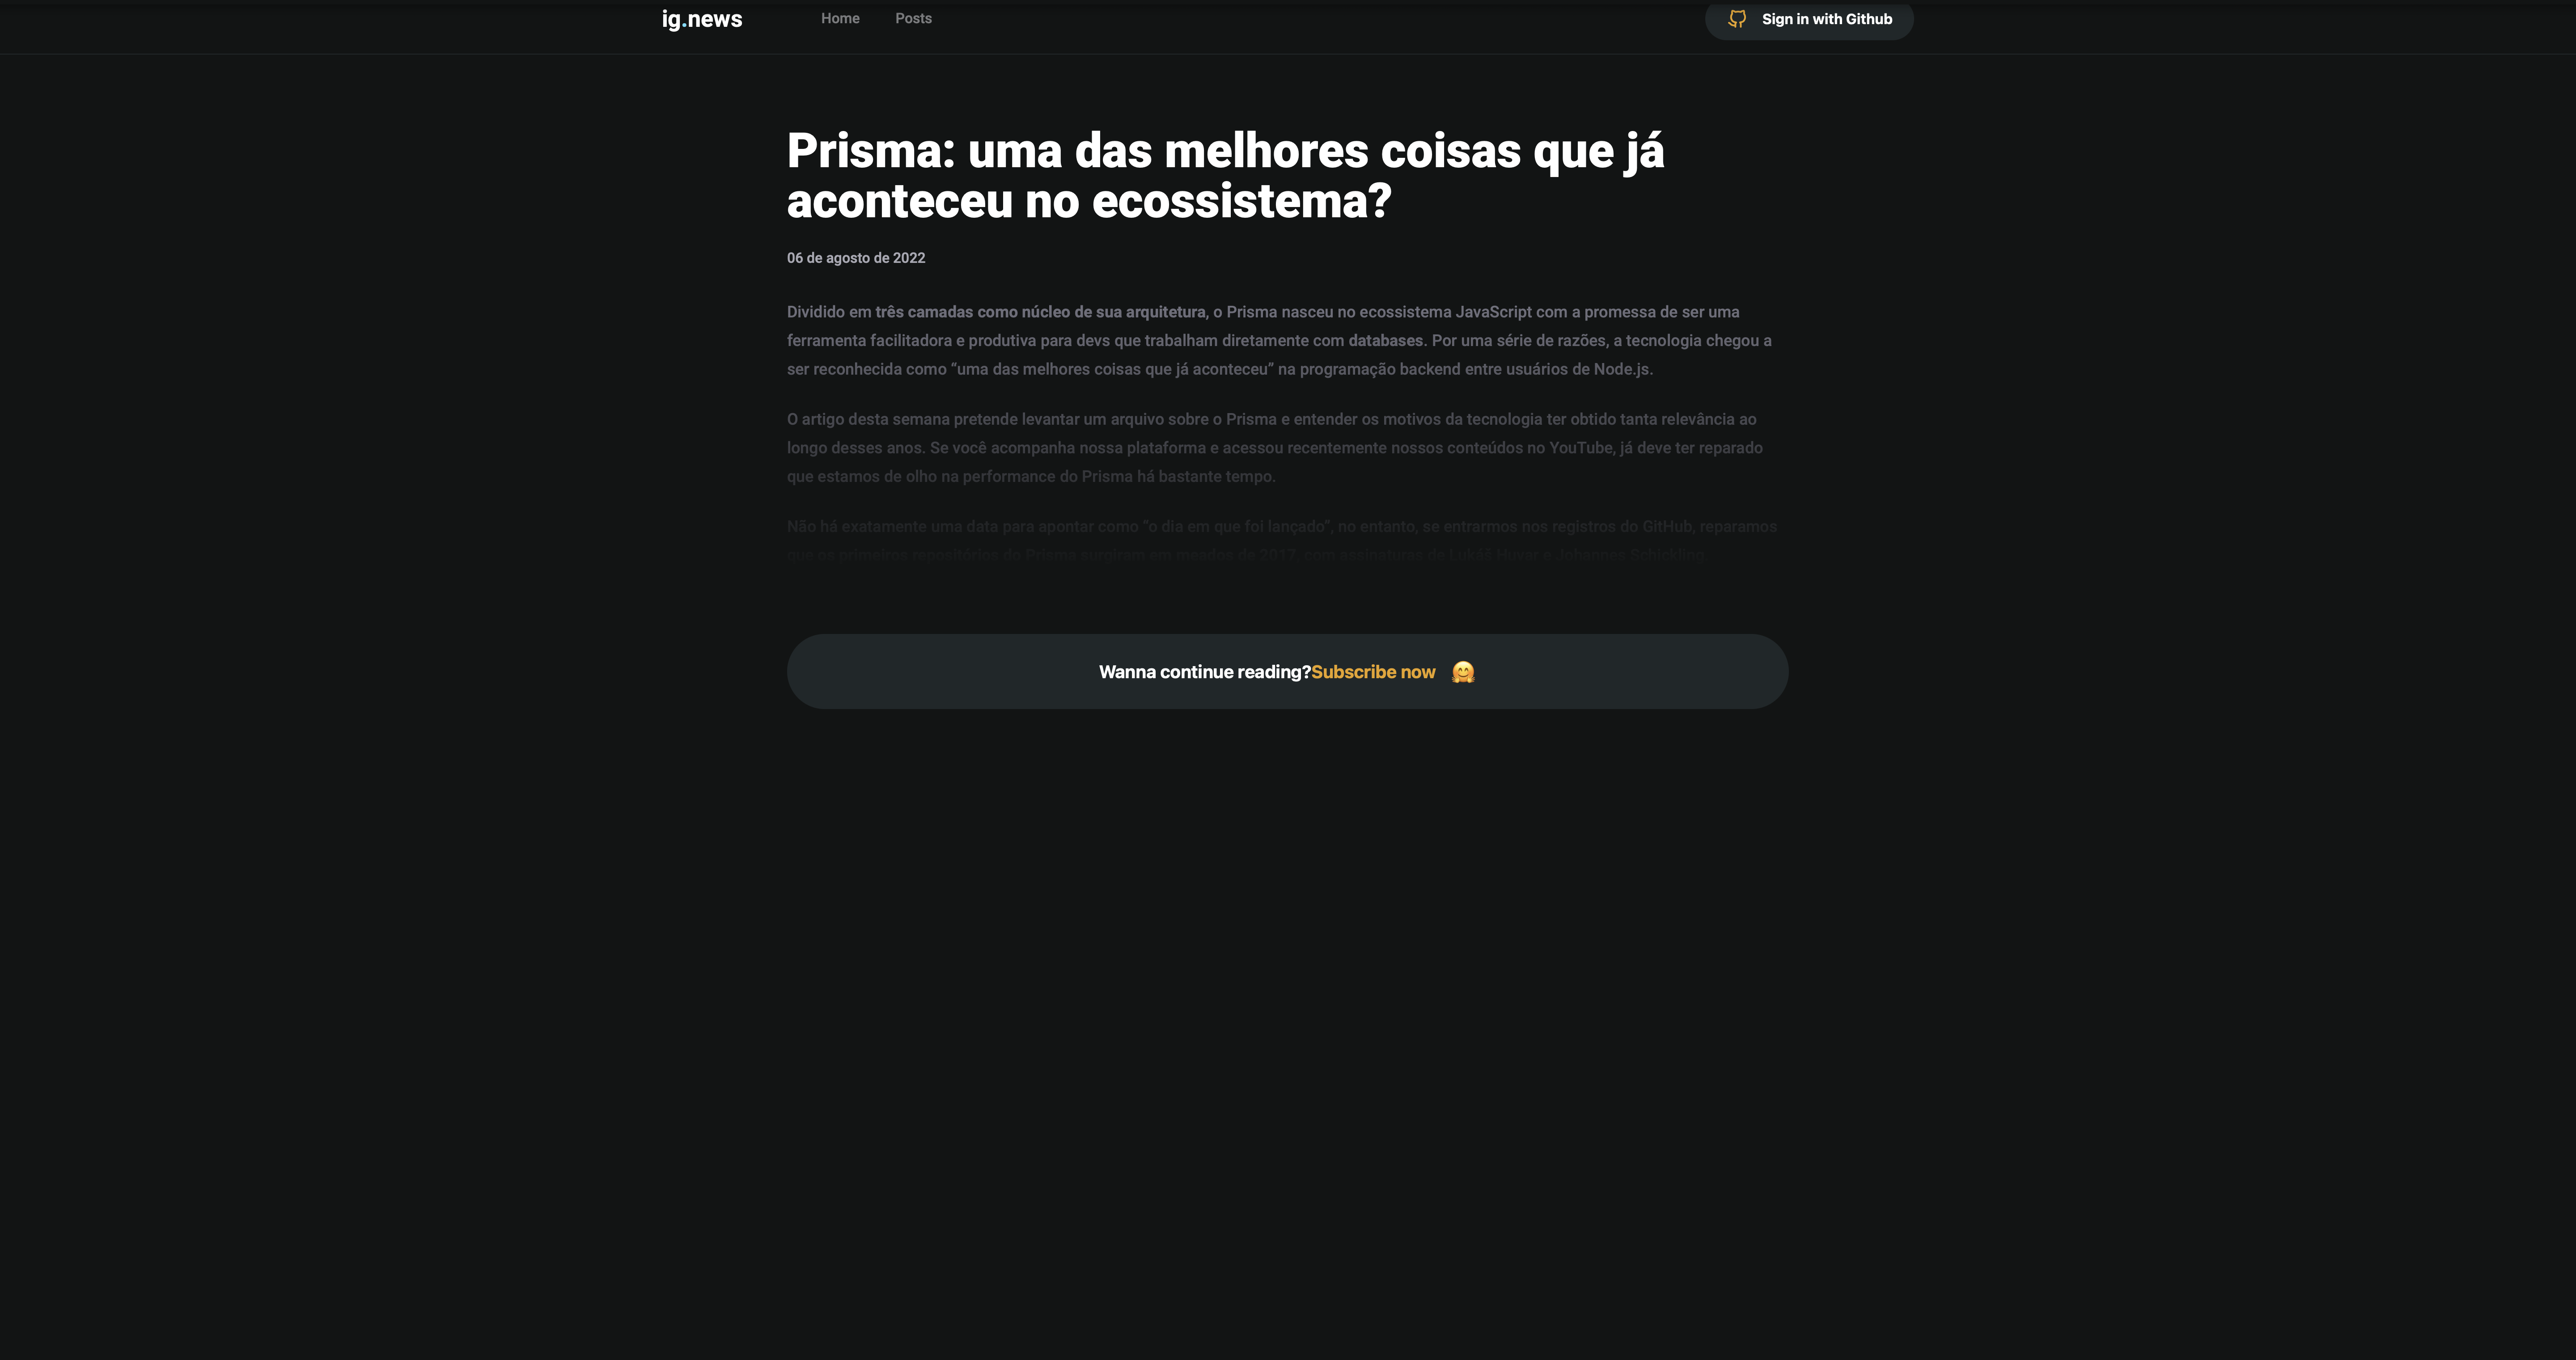 ig.news
Home
Posts
Sign in with Github
Prisma: uma das melhores coisas que já
aconteceu no ecossistema?
06 de agosto de 2022
Dividido em três camadas como núcleo de sua arquitetura, o Prisma nasceu no ecossistema JavaScript com a promessa de ser uma
ferramenta facilitadora e produtiva para devs que trabalham diretamente com databases. Por uma série de razões, a tecnologia chegou a
ser reconhecida como “uma das melhores coisas que já aconteceu” na programação backend entre usuários de Node.js.
O artigo desta semana pretende levantar um arquivo sobre o Prisma e entender os motivos da tecnologia ter obtido tanta relevância ao
longo desses anos. Se você acompanha nossa plataforma e acessou recentemente nossos conteúdos no YouTube, já deve ter reparado
que estamos de olho na performance do Prisma há bastante tempo.
Não há exatamente uma data para apontar como “o dia em que foi lançado”, no entanto, se entrarmos nos registros do GitHub, reparamos
que os primeiros repositórios do Prisma surgiram em meados de 2017, com assinaturas de Lukáš Huvar e Johannes Schickling
Wanna continue reading?Subscribe now 🤗